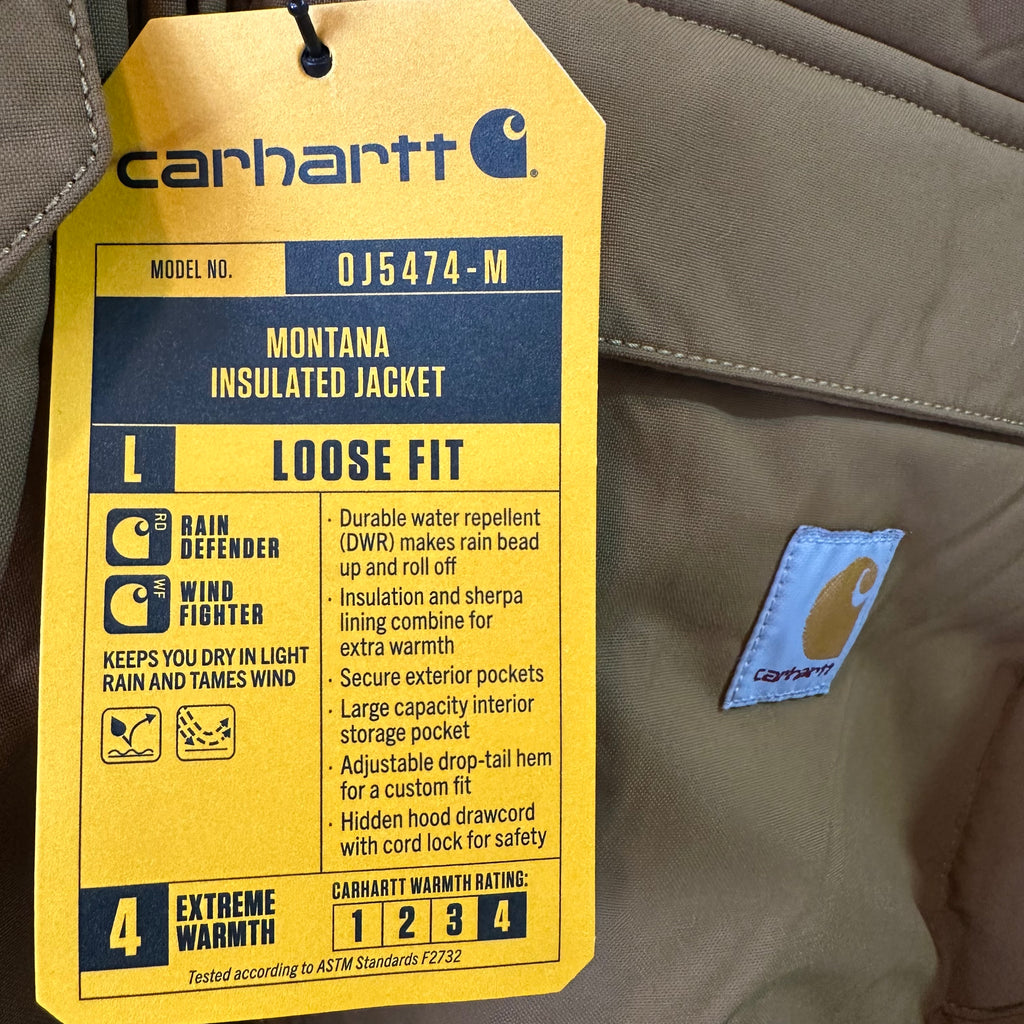 carhartt
MODEL NO.
0J5474-M
MONTANA
INSULATED JACKET
L
LOOSE FIT
RD
RAIN
DEFENDER
WF
WIND
FIGHTER
KEEPS YOU DRY IN LIGHT
RAIN AND TAMES WIND
· Durable water repellent
(DWR) makes rain bead
up and roll off
· Insulation and sherpa
lining combine for
extra warmth
· Secure exterior pockets
· Large capacity interior
storage pocket
· Adjustable drop-tail hem
for a custom fit
· Hidden hood drawcord
with cord lock for safety
4
EXTREME
WARMTH
CARHARTT WARMTH RATING:
1 2 3 4
Tested according to ASTM Standards F2732
carhartt